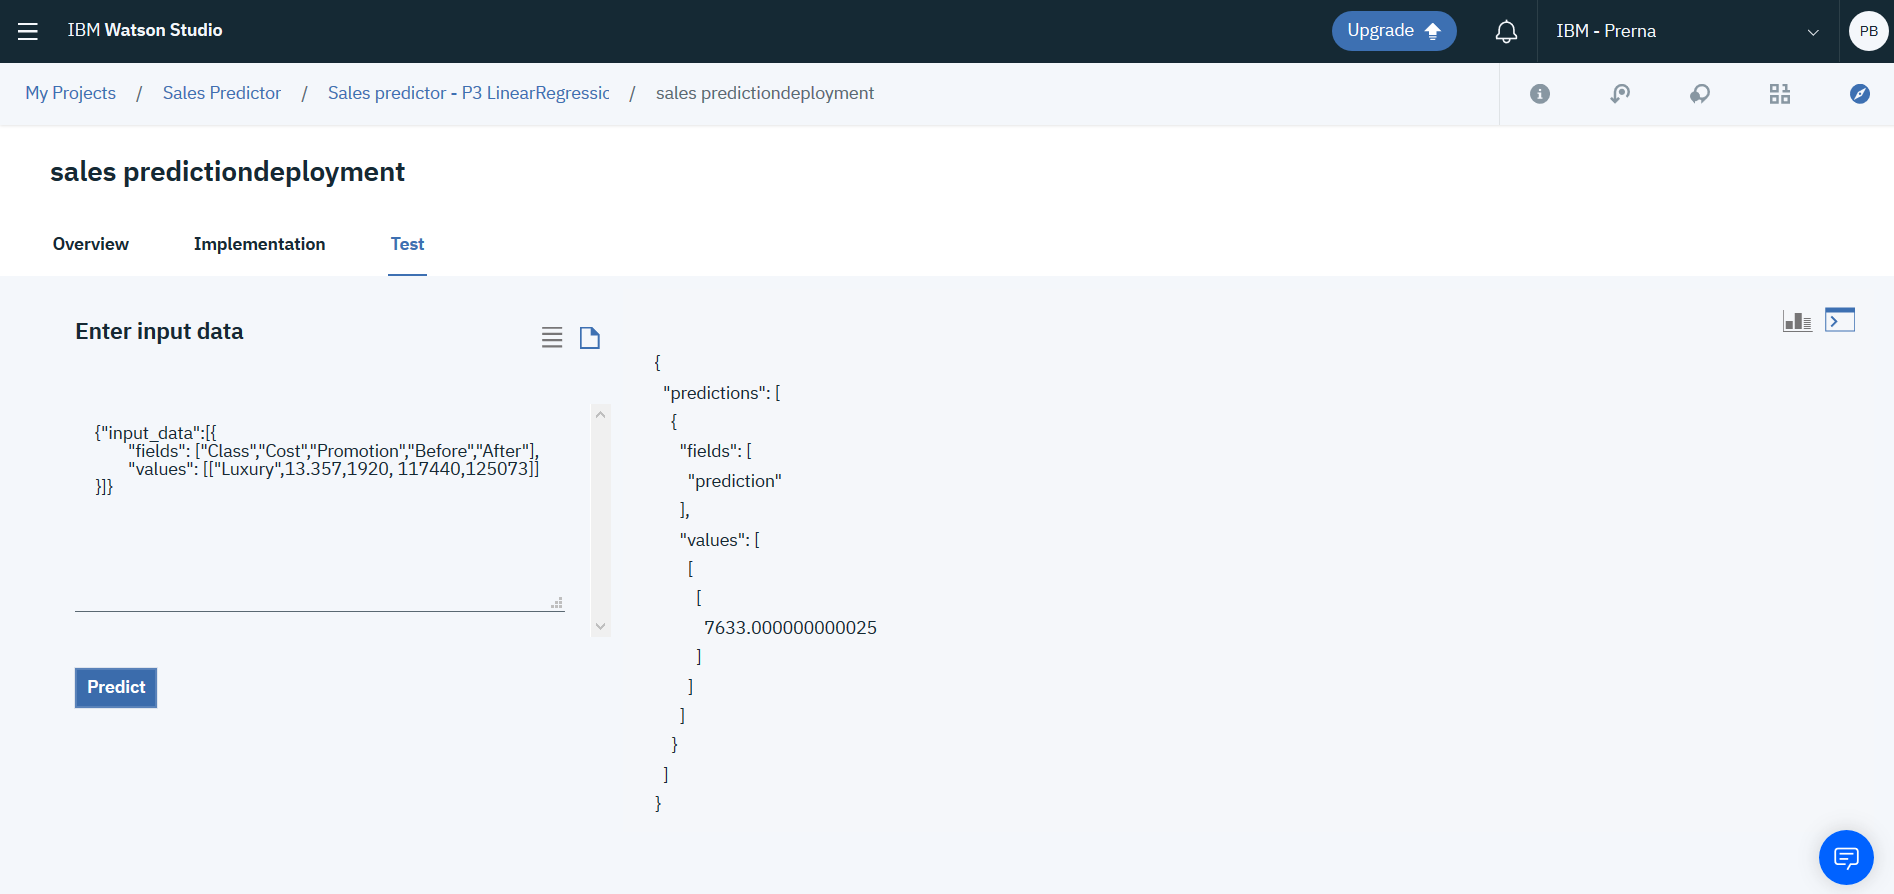 IBM Watson Studio
Upgrade
IBM - Prerna
PB
My Projects / Sales Predictor / Sales predictor - P3 LinearRegressic / sales predictiondeployment
sales predictiondeployment
Overview
Implementation
Test
Enter input data
{"input_data":[{
"fields": ["Class","Cost","Promotion","Before","After"],
"values": [["Luxury",13.357,1920, 117440,125073]]
}]}
Predict
{
"predictions": [
{
"fields": [
"prediction"
],
"values": [
[
[
7633.000000000025
]
]
]
}
]
}